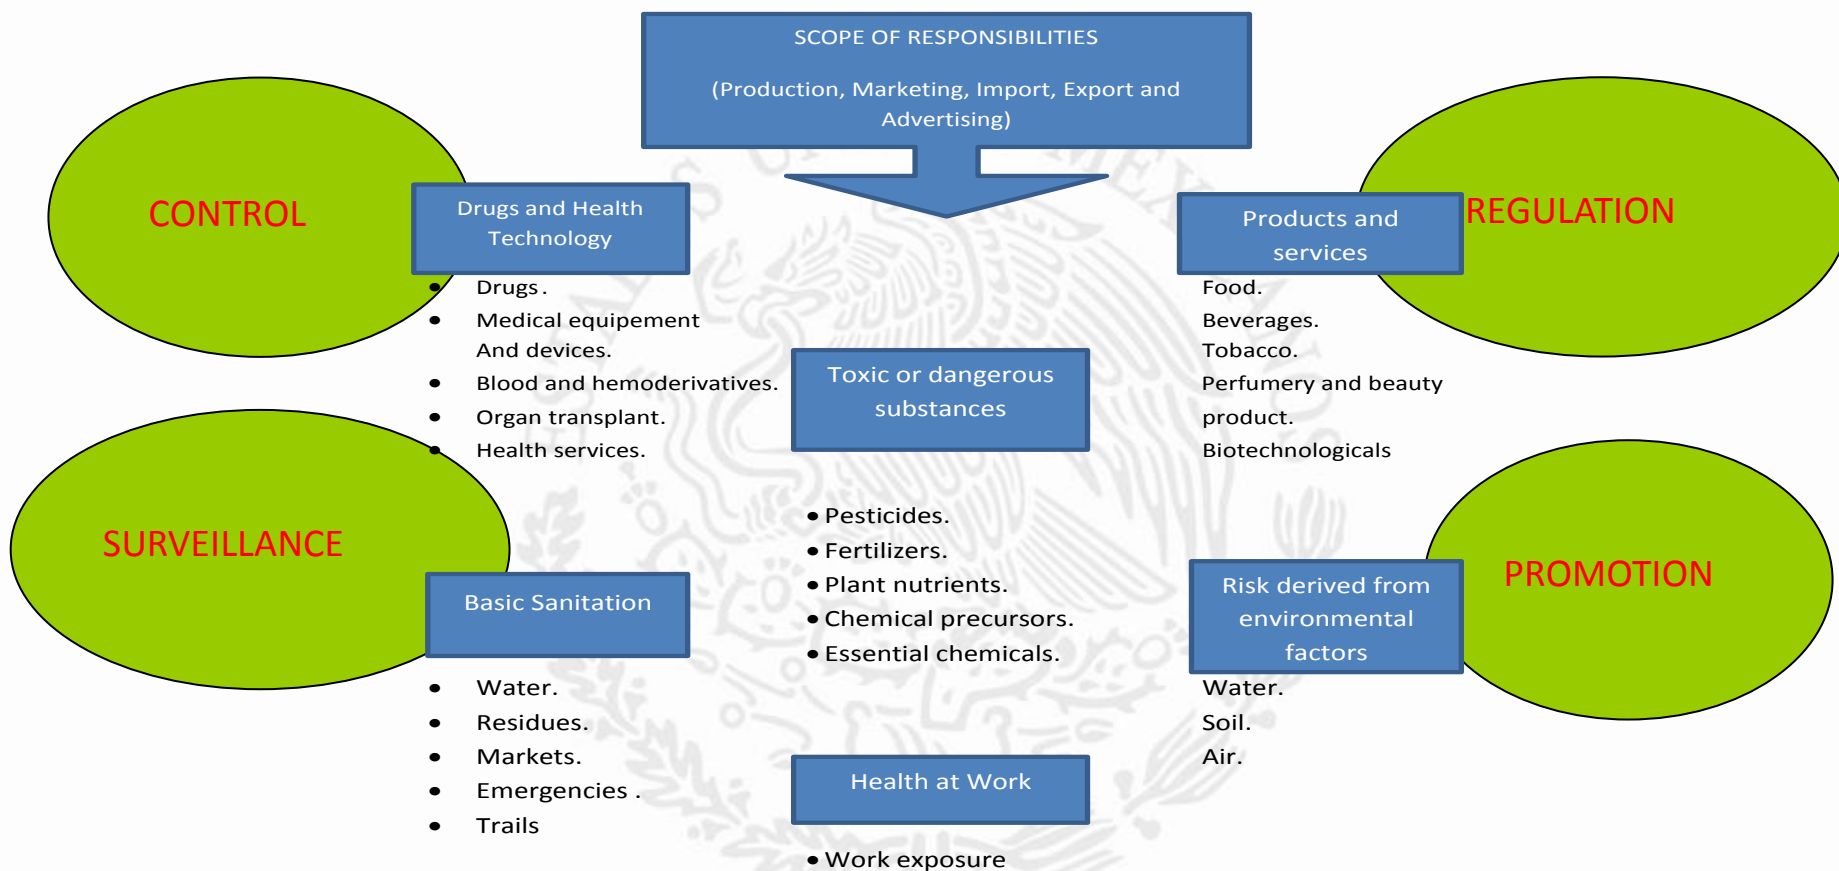 SCOPE OF RESPONSIBILITIES
(Production, Marketing, Import, Export and
Advertising)
CONTROL
Drugs and Health
Technology
• Drugs .
• Medical equipement
And devices.
• Blood and hemoderivatives.
• Organ transplant.
• Health services.
Products and
services
REGULATION
Food.
Beverages.
Tobacco.
Perfumery and beauty
product.
Biotechnologicals
Toxic or dangerous
substances
• Pesticides.
• Fertilizers.
• Plant nutrients.
• Chemical precursors.
• Essential chemicals.
SURVEILLANCE
Basic Sanitation
• Water.
• Residues.
• Markets.
• Emergencies .
• Trails
Risk derived from
environmental
factors
PROMOTION
Water.
Soil.
Air.
Health at Work
• Work exposure